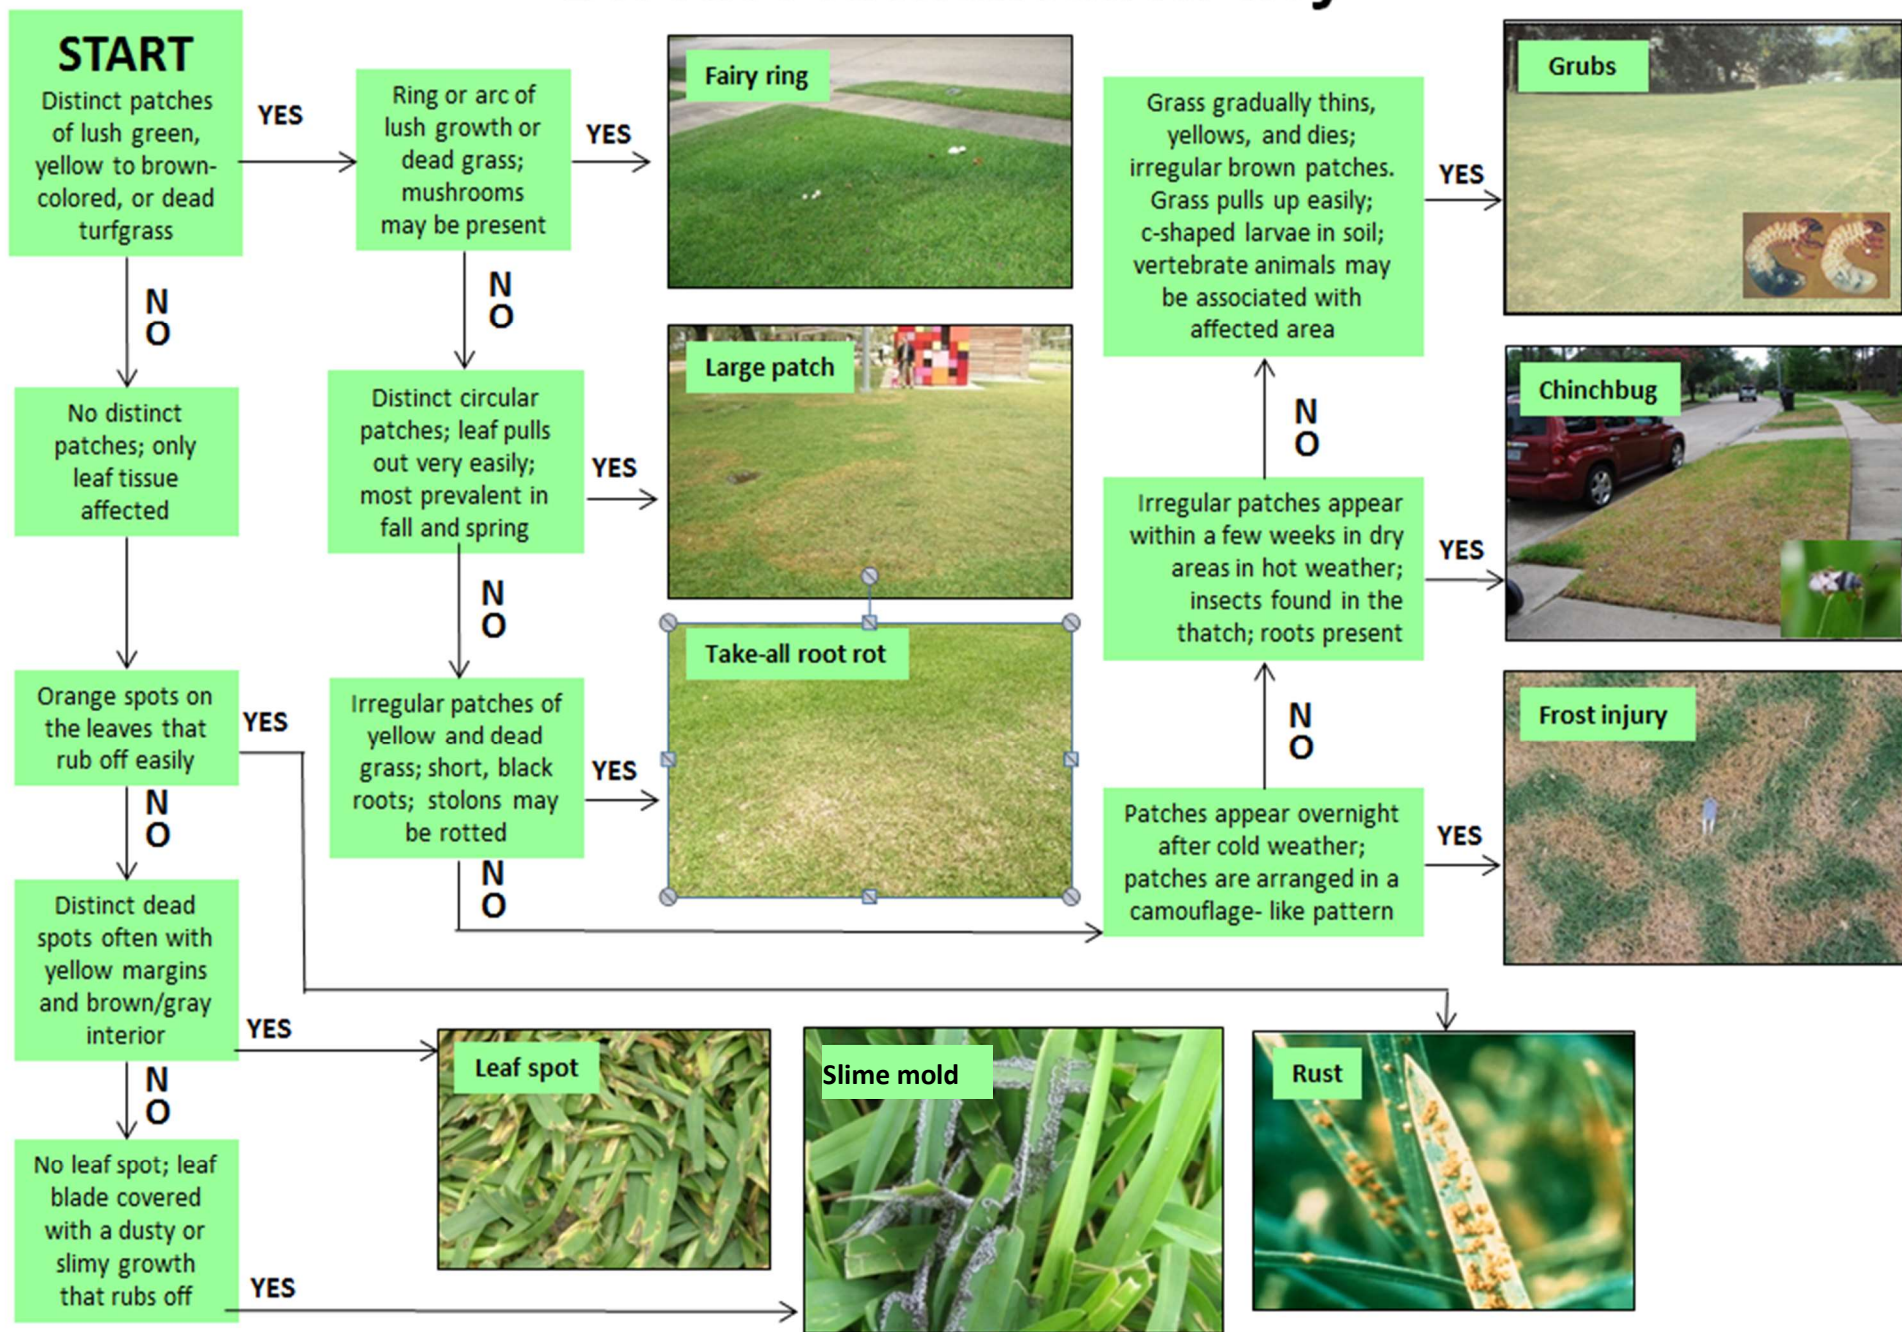 START
Distinct patches
of lush green,
yellow to brown-
colored, or dead
turfgrass
YES
N
O
Ring or arc of
lush growth or
dead grass;
mushrooms
may be present
YES
N
O
Fairy ring
No distinct
patches; only
leaf tissue
affected
Distinct circular
patches; leaf pulls
out very easily;
most prevalent in
fall and spring
YES
N
O
Large patch
Orange spots on
the leaves that
rub off easily
YES
N
O
Irregular patches of
yellow and dead
grass; short, black
roots; stolons may
be rotted
YES
N
O
Take-all root rot
Distinct dead
spots often with
yellow margins
and brown/gray
interior
YES
N
O
Leaf spot
No leaf spot; leaf
blade covered
with a dusty or
slimy growth
that rubs off
YES
Slime mold
Rust
Grass gradually thins,
yellows, and dies;
irregular brown patches.
Grass pulls up easily;
c-shaped larvae in soil;
vertebrate animals may
be associated with
affected area
YES
Grubs
N
O
Irregular patches appear
within a few weeks in dry
areas in hot weather;
insects found in the
thatch; roots present
YES
Chinchbug
N
O
Patches appear overnight
after cold weather;
patches are arranged in a
camouflage- like pattern
YES
Frost injury